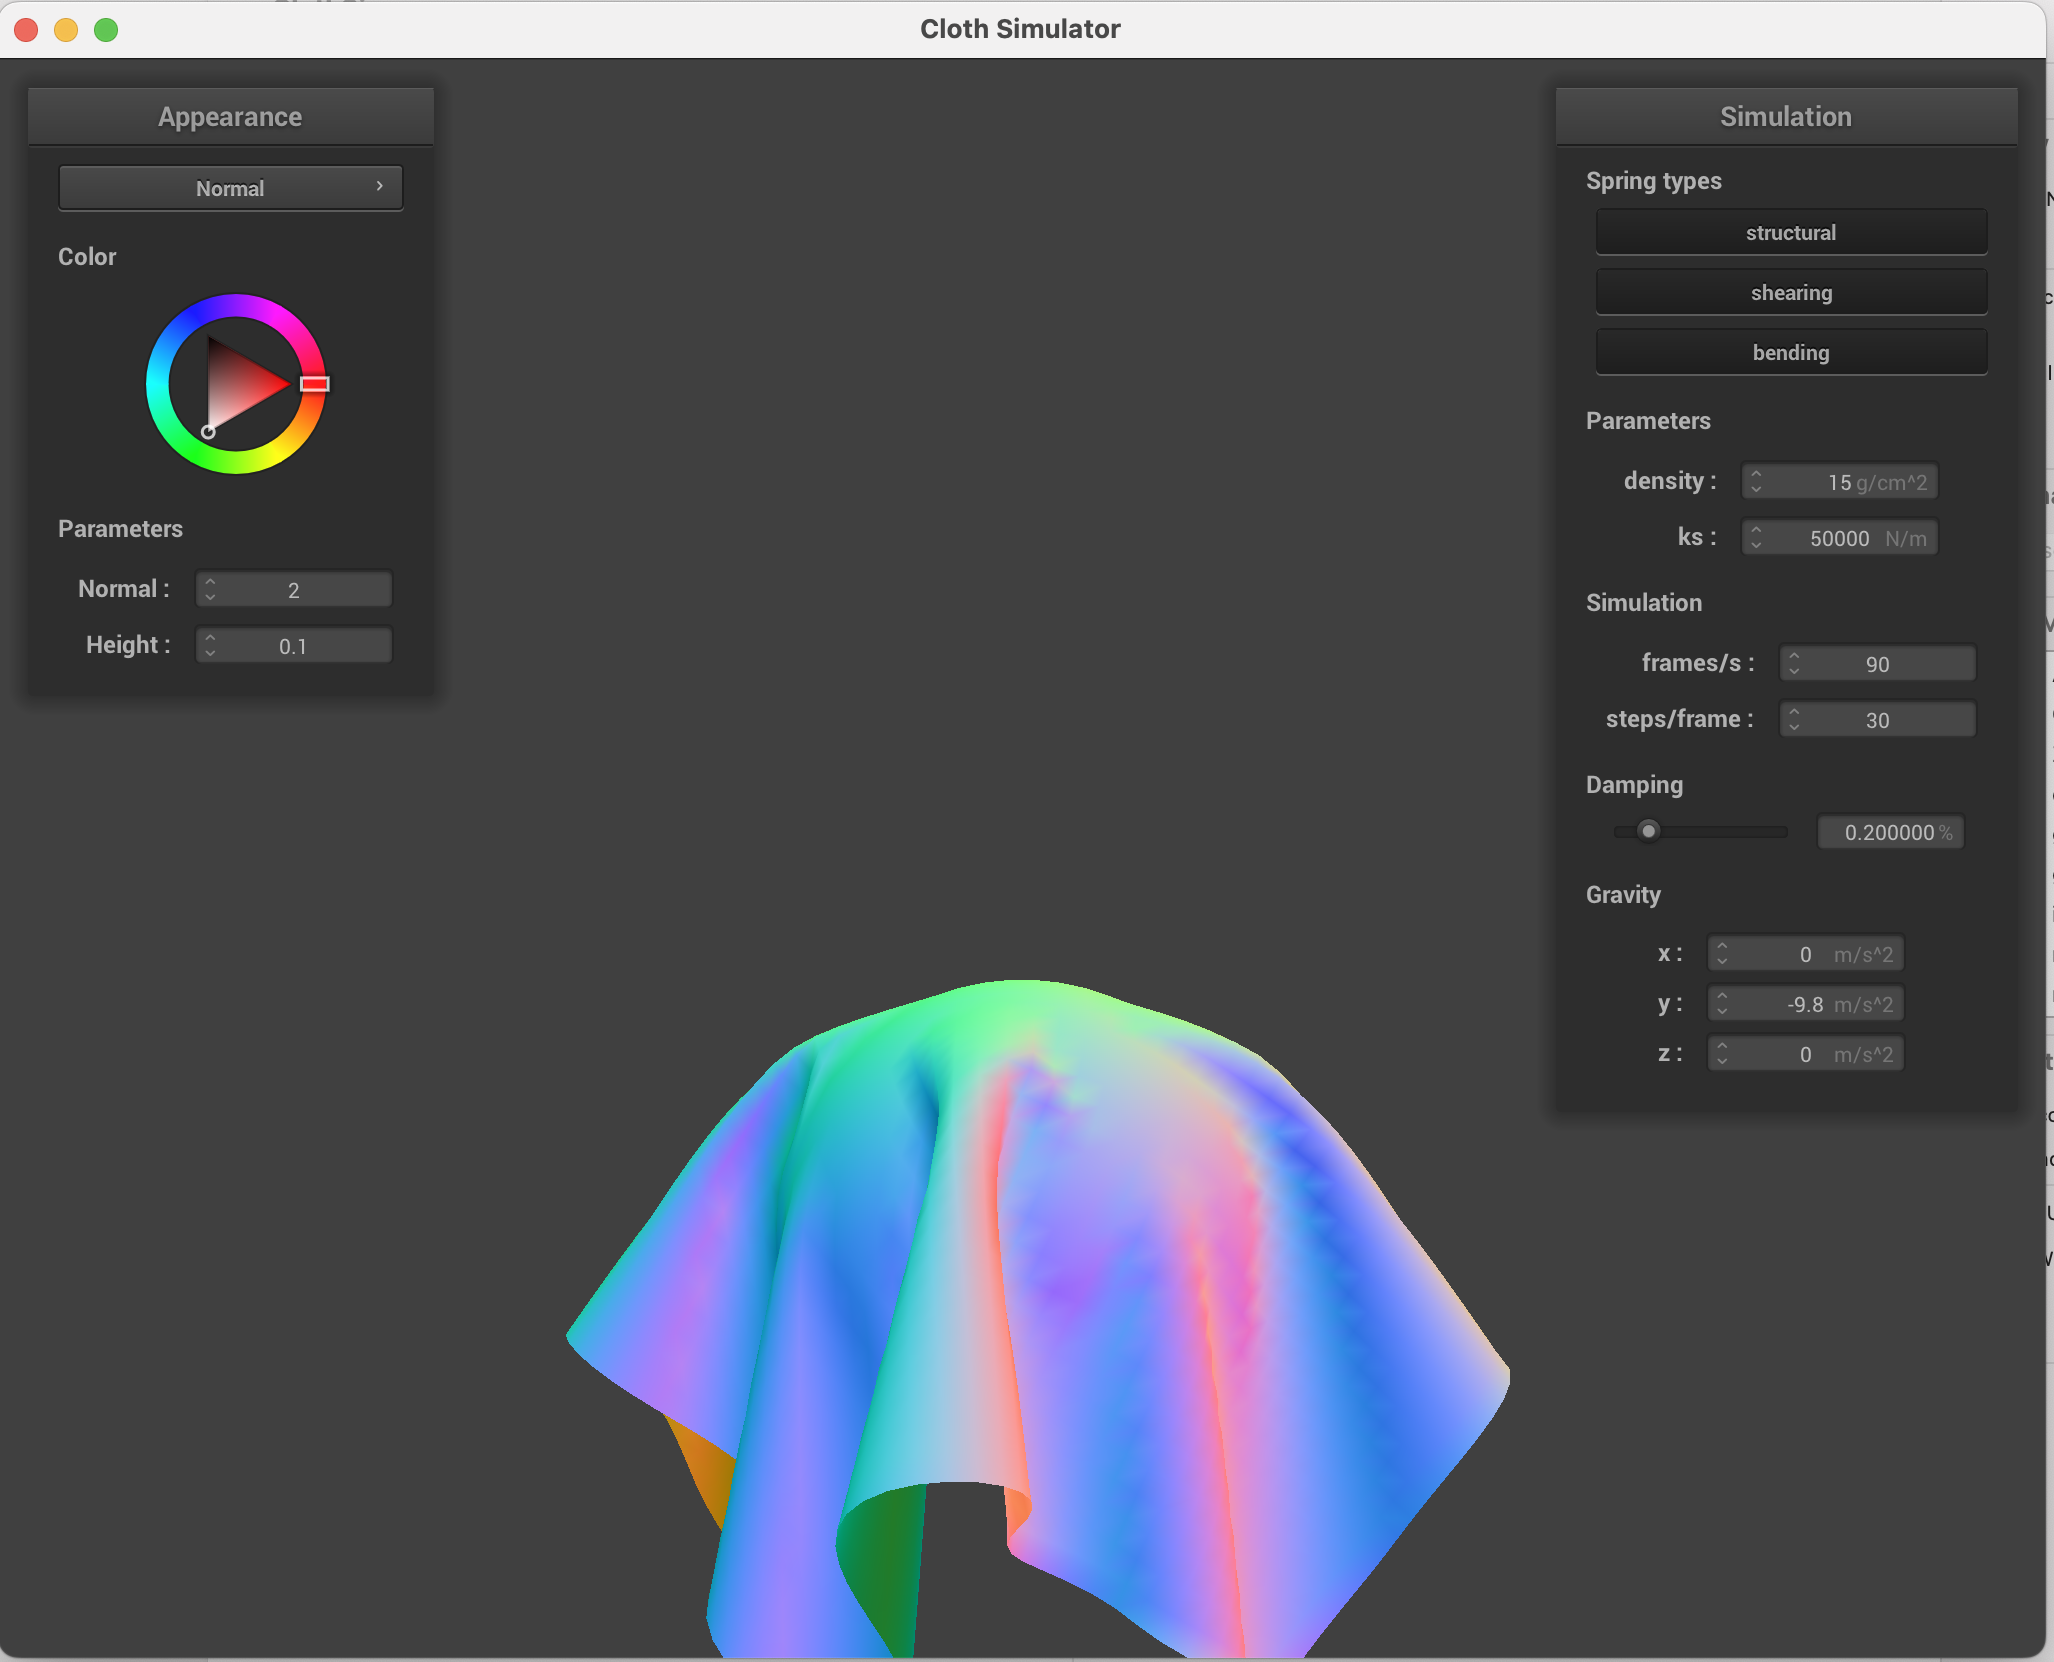 Cloth Simulator
Appearance
Normal
Color
Parameters
Normal :
2
Height :
0.1
Simulation
Spring types
structural
shearing
bending
Parameters
density :
15 g/cm^2
ks :
50000 N/m
Simulation
frames/s :
90
steps/frame :
30
Damping
0.200000 %
Gravity
x :
0 m/s^2
y :
-9.8 m/s^2
z :
0 m/s^2